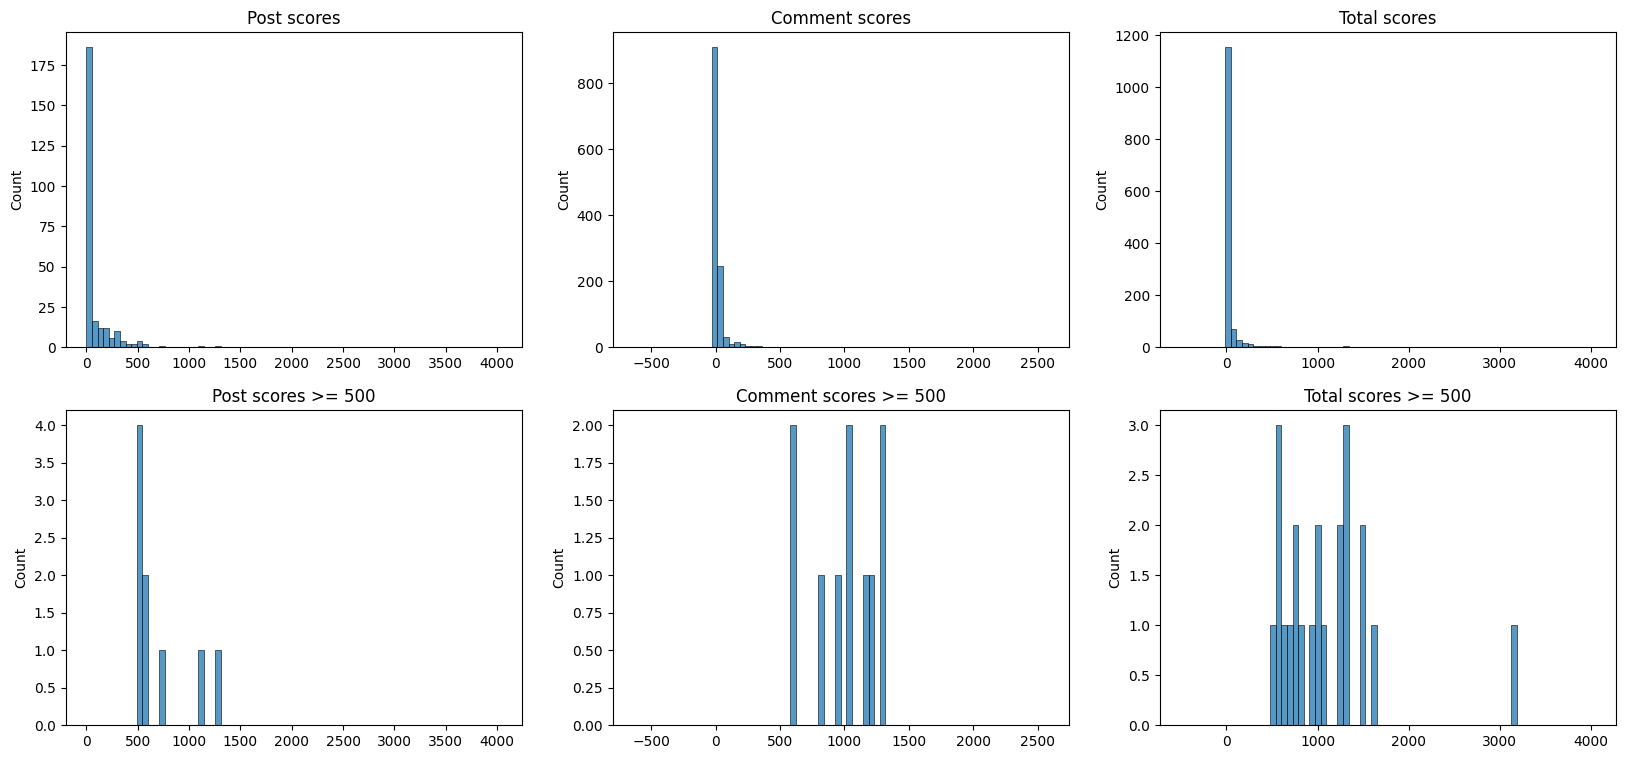 Post scores
Comment scores
Total scores
Count
175
150
125
100
75
50
25
0
0 500 1000 1500 2000 2500 3000 3500 4000
Count
800
600
400
200
0
−500 0 500 1000 1500 2000 2500
Count
1200
1000
800
600
400
200
0
0 1000 2000 3000 4000
Post scores >= 500
Comment scores >= 500
Total scores >= 500
Count
4.0
3.5
3.0
2.5
2.0
1.5
1.0
0.5
0.0
0 500 1000 1500 2000 2500 3000 3500 4000
Count
2.00
1.75
1.50
1.25
1.00
0.75
0.50
0.25
0.00
−500 0 500 1000 1500 2000 2500
Count
3.0
2.5
2.0
1.5
1.0
0.5
0.0
0 1000 2000 3000 4000